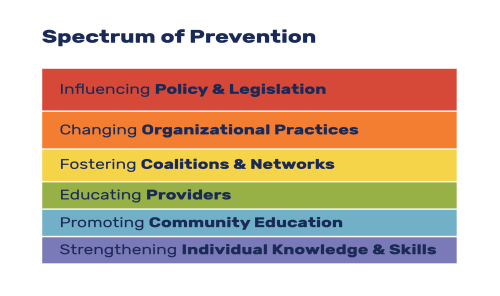 Spectrum of Prevention
Influencing Policy & Legislation
Changing Organizational Practices
Fostering Coalitions & Networks
Educating Providers
Promoting Community Education
Strengthening Individual Knowledge & Skills